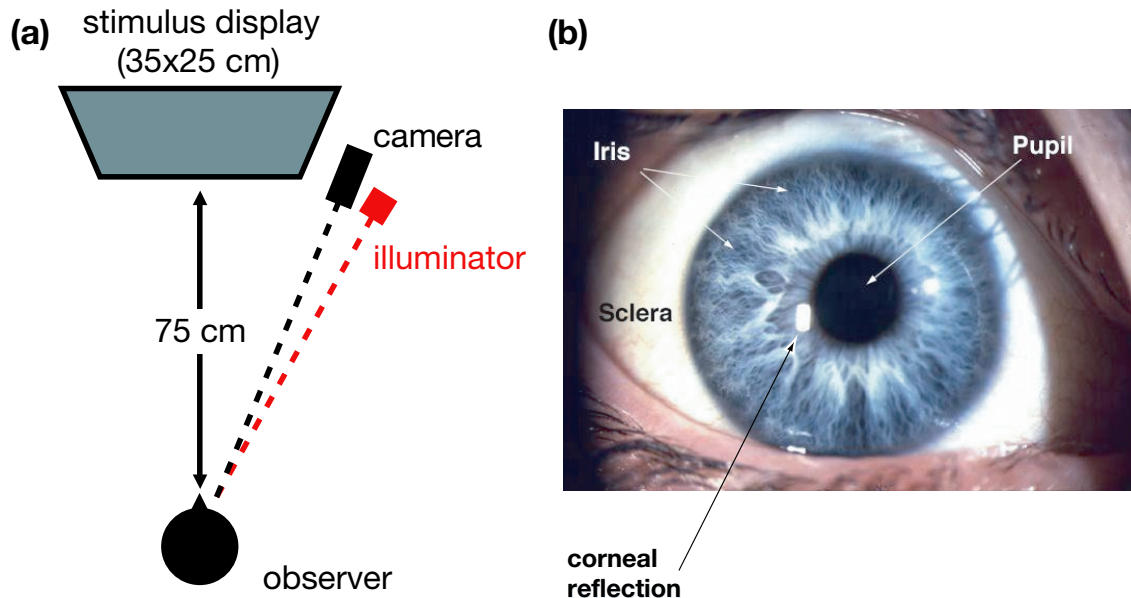 (a)
stimulus display
(35x25 cm)
camera
illuminator
75 cm
observer
(b)
Iris
Pupil
Sclera
corneal
reflection